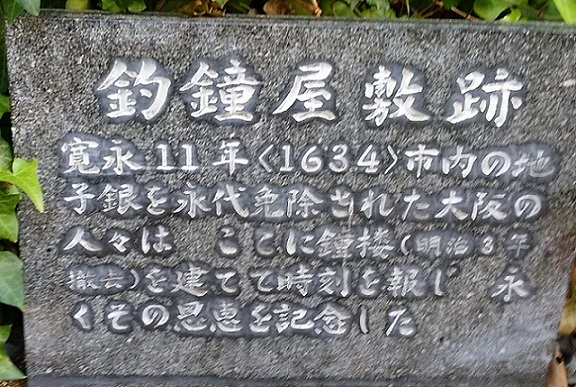 釣鐘屋敷跡
寛永11年<1634>市内の地
子銀を永代免除された大阪の
人々は ここに鐘楼(明治3年
撤去)を建てて時刻を報じ 永
くその恩恵を記念した